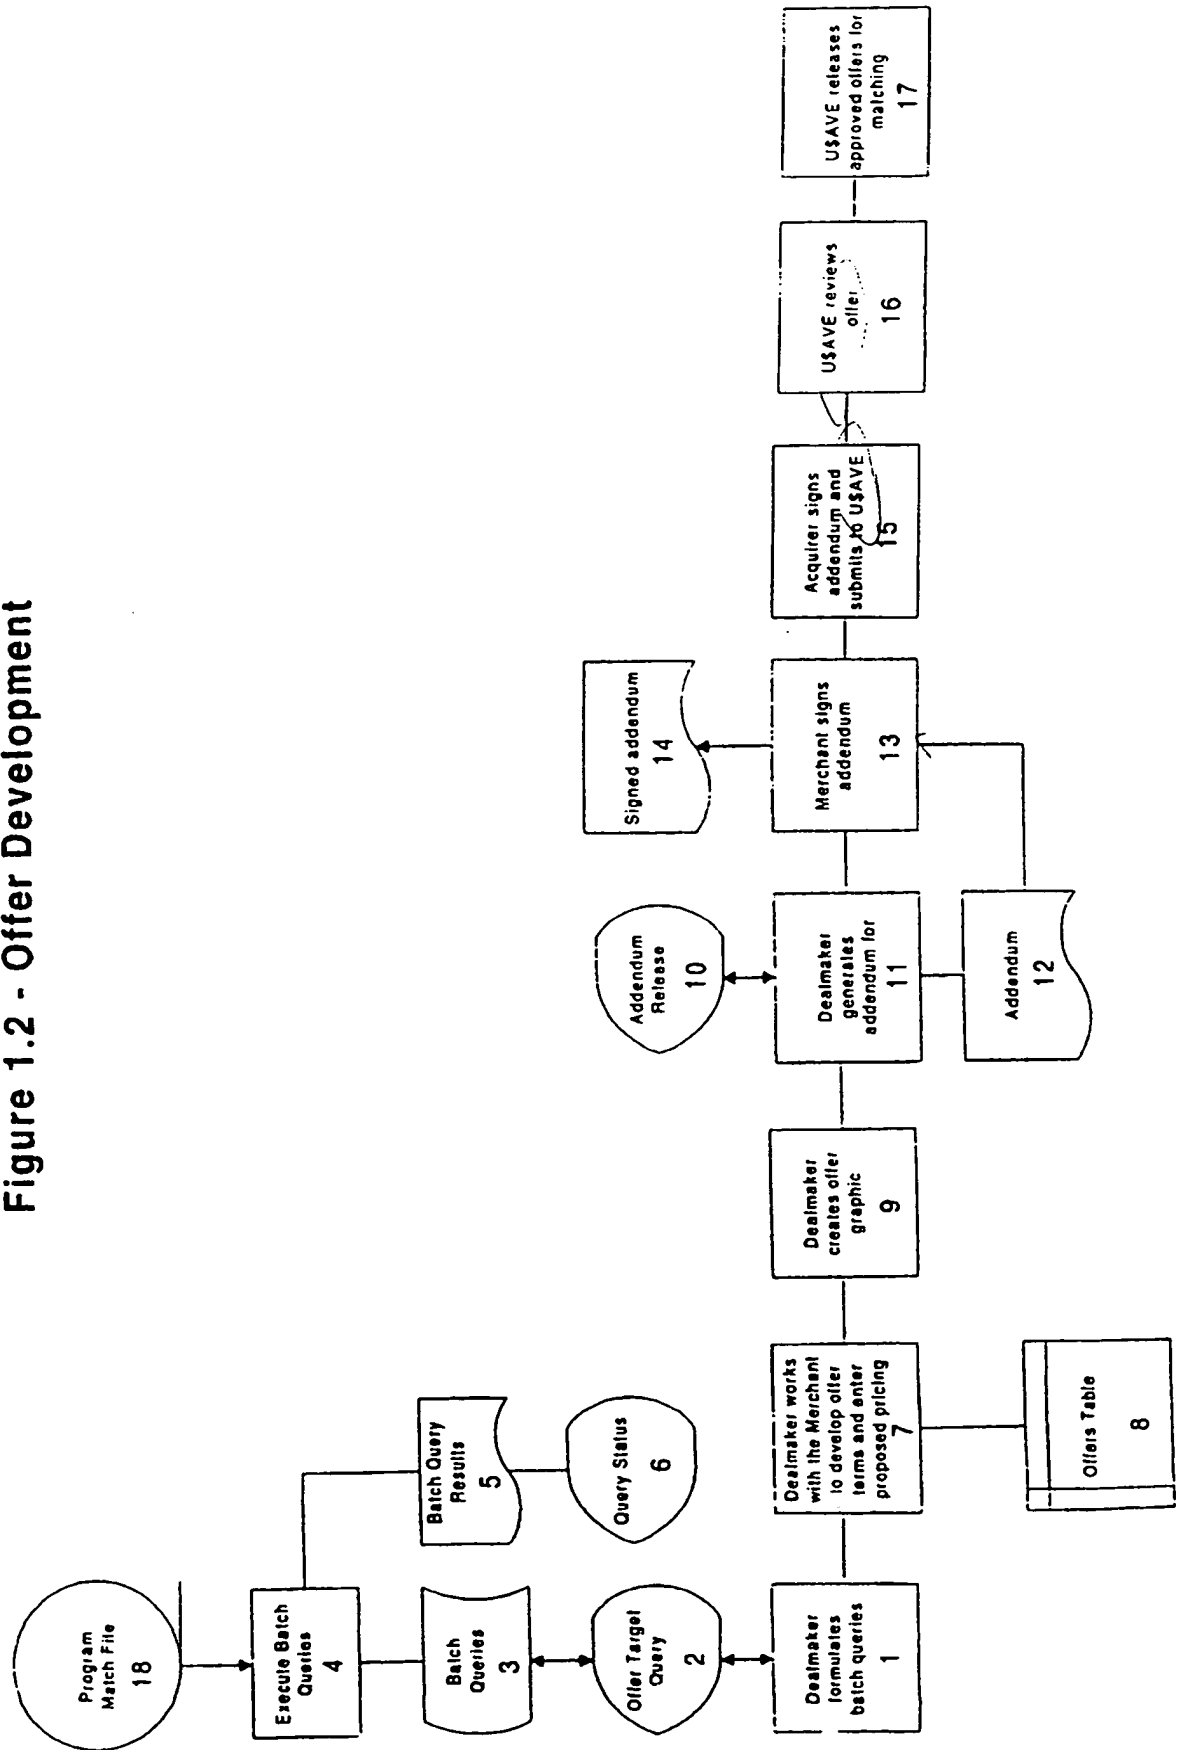 Figure 1.2 - Offer Development
Program
Match File
18
Execute Batch
Queries
4
Batch
Queries
3
Offer Target
Query
2
Dealmaker
formulates
batch queries
1
Batch Query
Results
5
Query Status
6
Dealmaker works
with the Merchant
to develop offer
terms and enter
proposed pricing
7
Offers Table
8
Dealmaker
creates offer
graphic
9
Addendum
Release
10
Dealmaker
generates
addendum for
11
Addendum
12
Signed addendum
14
Merchant signs
addendum
13
Acquirer signs
addendum and
submits to U$AVE
15
U$AVE reviews
offer
16
U$AVE releases
approved offers for
matching
17